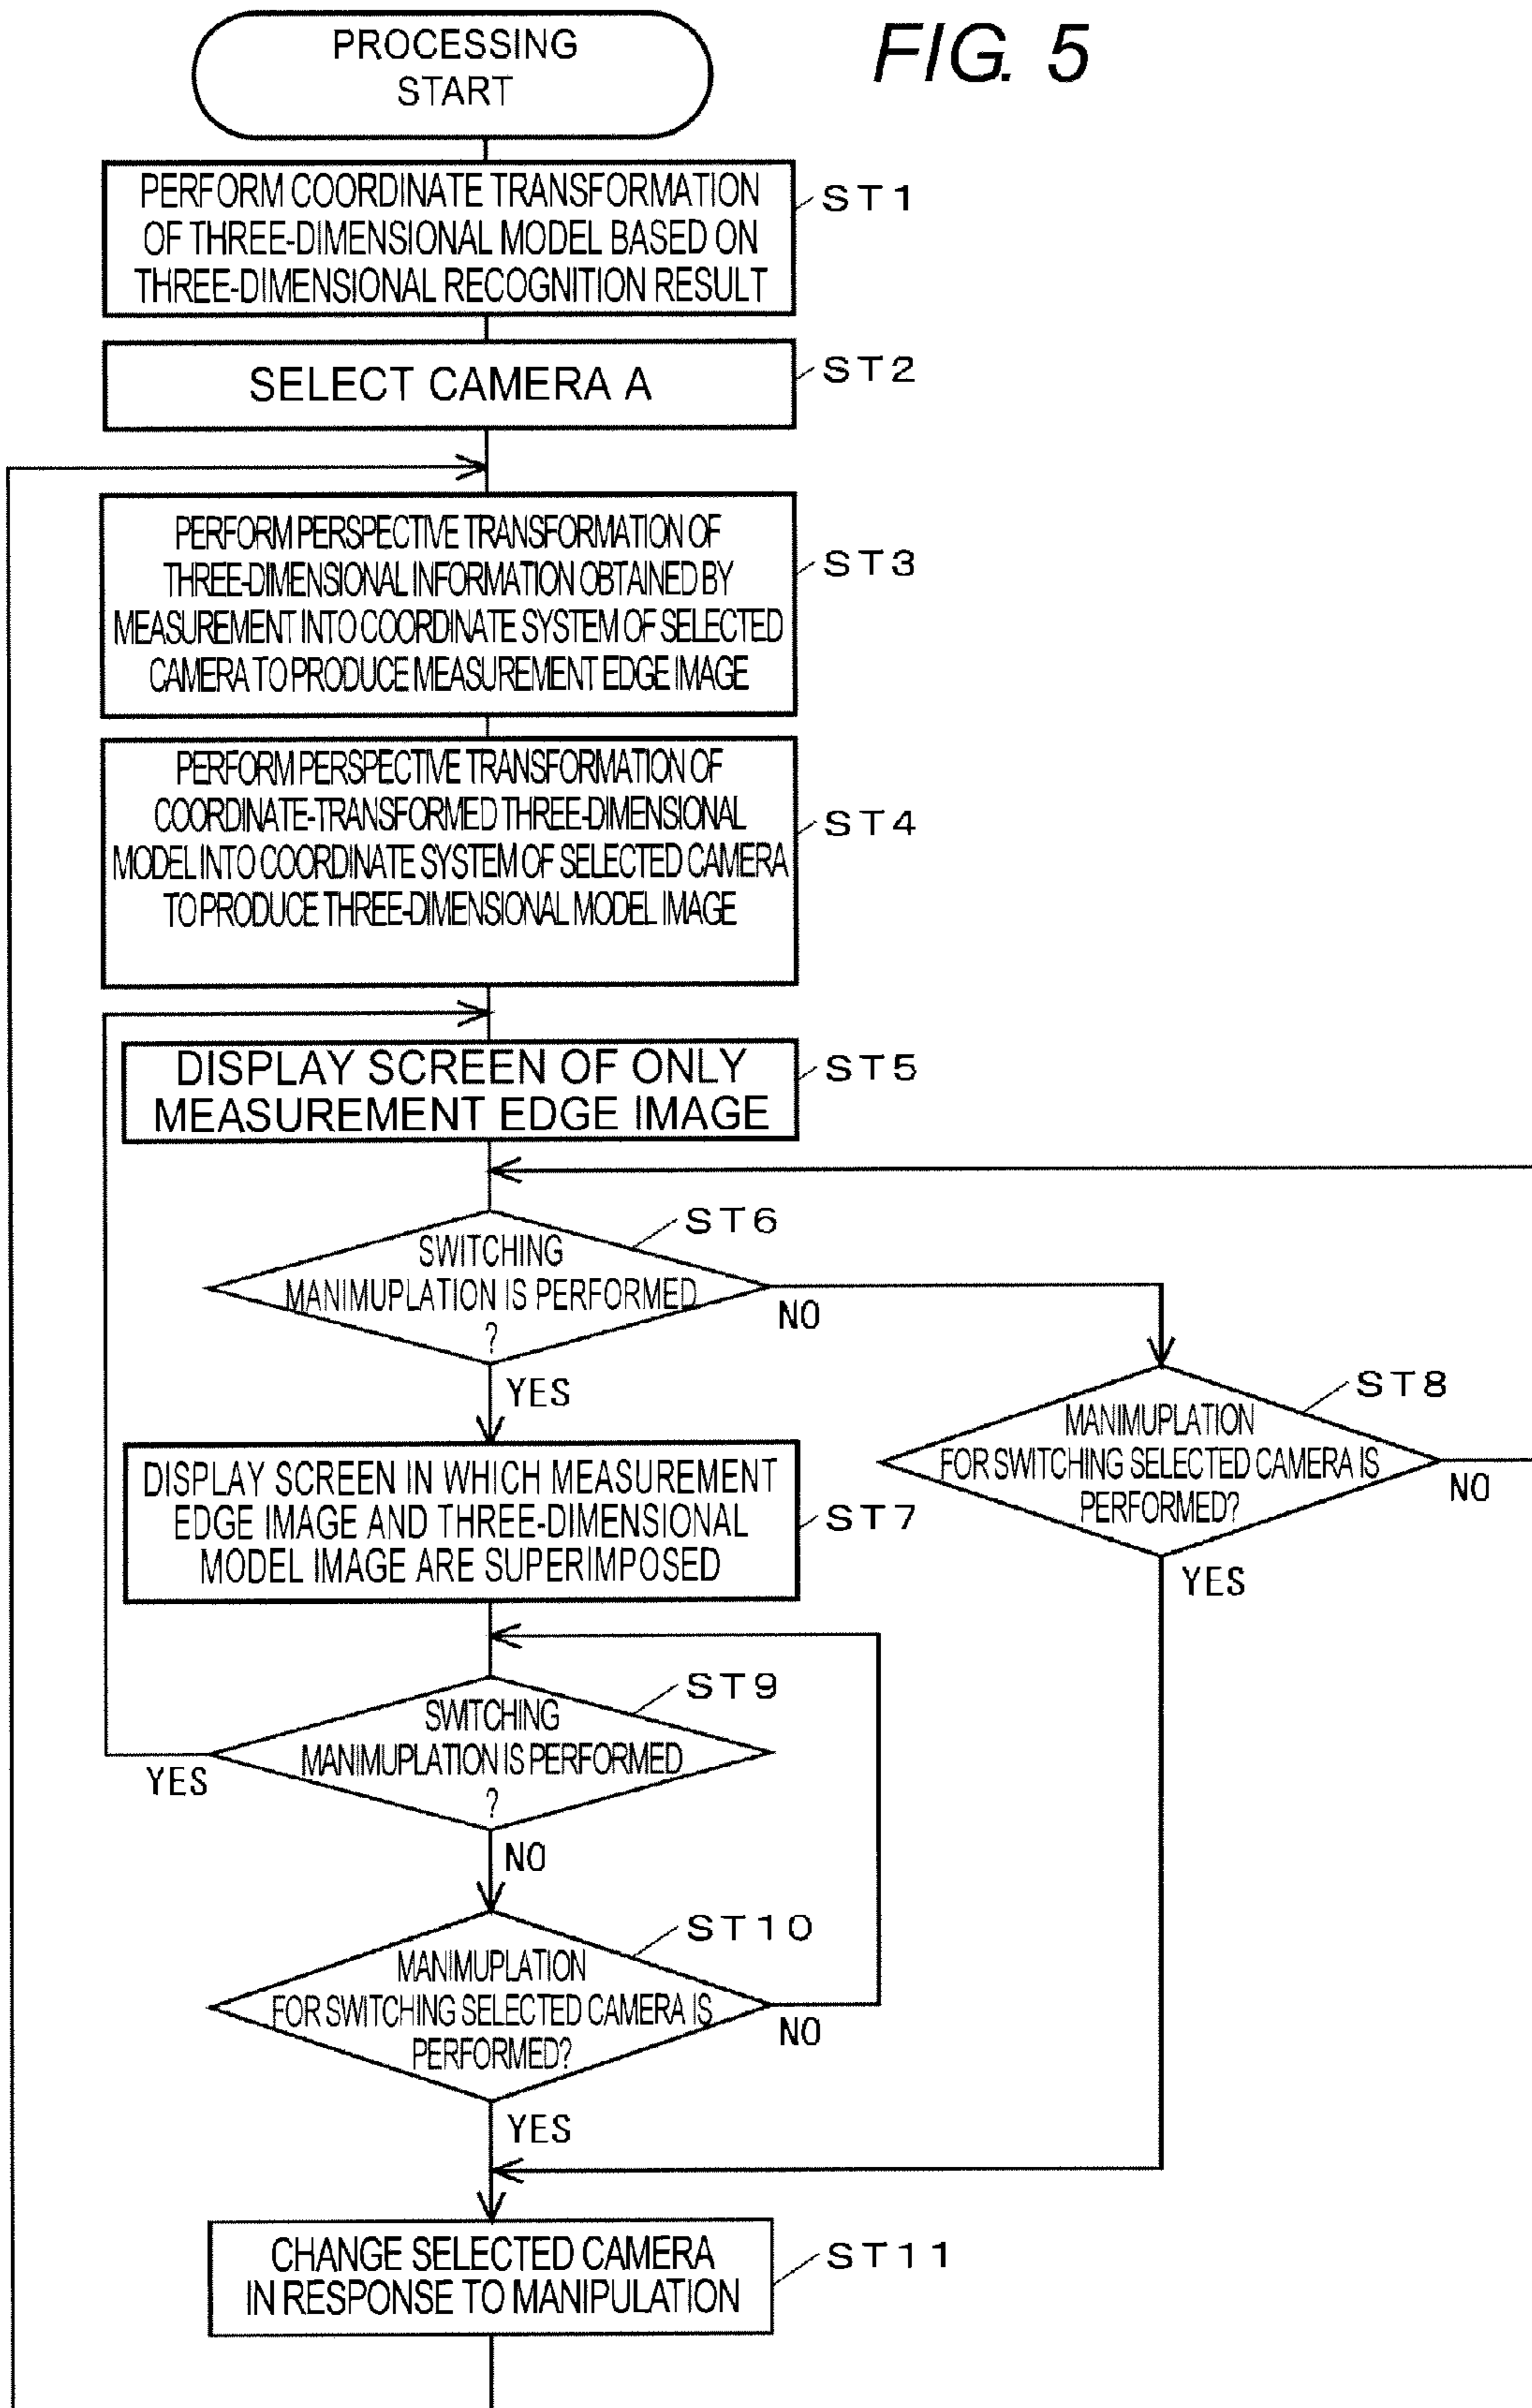 FIG. 5
PROCESSING
START
PERFORM COORDINATE TRANSFORMATION
OF THREE-DIMENSIONAL MODEL BASED ON
THREE-DIMENSIONAL RECOGNITION RESULT
ST1
SELECT CAMERA A
ST2
PERFORM PERSPECTIVE TRANSFORMATION OF
THREE-DIMENSIONAL INFORMATION OBTAINED BY
MEASUREMENT INTO COORDINATE SYSTEM OF SELECTED
CAMERA TO PRODUCE MEASUREMENT EDGE IMAGE
ST3
PERFORM PERSPECTIVE TRANSFORMATION OF
COORDINATE-TRANSFORMED THREE-DIMENSIONAL
MODEL INTO COORDINATE SYSTEM OF SELECTED CAMERA
TO PRODUCE THREE-DIMENSIONAL MODEL IMAGE
ST4
DISPLAY SCREEN OF ONLY
MEASUREMENT EDGE IMAGE
ST5
SWITCHING
MANIMUPLATION IS PERFORMED
?
ST6
NO
YES
MANIMUPLATION
FOR SWITCHING SELECTED CAMERA IS
PERFORMED?
ST8
NO
YES
DISPLAY SCREEN IN WHICH MEASUREMENT
EDGE IMAGE AND THREE-DIMENSIONAL
MODEL IMAGE ARE SUPERIMPOSED
ST7
SWITCHING
MANIMUPLATION IS PERFORMED
?
ST9
YES
NO
MANIMUPLATION
FOR SWITCHING SELECTED CAMERA IS
PERFORMED?
ST10
NO
YES
CHANGE SELECTED CAMERA
IN RESPONSE TO MANIPULATION
ST11